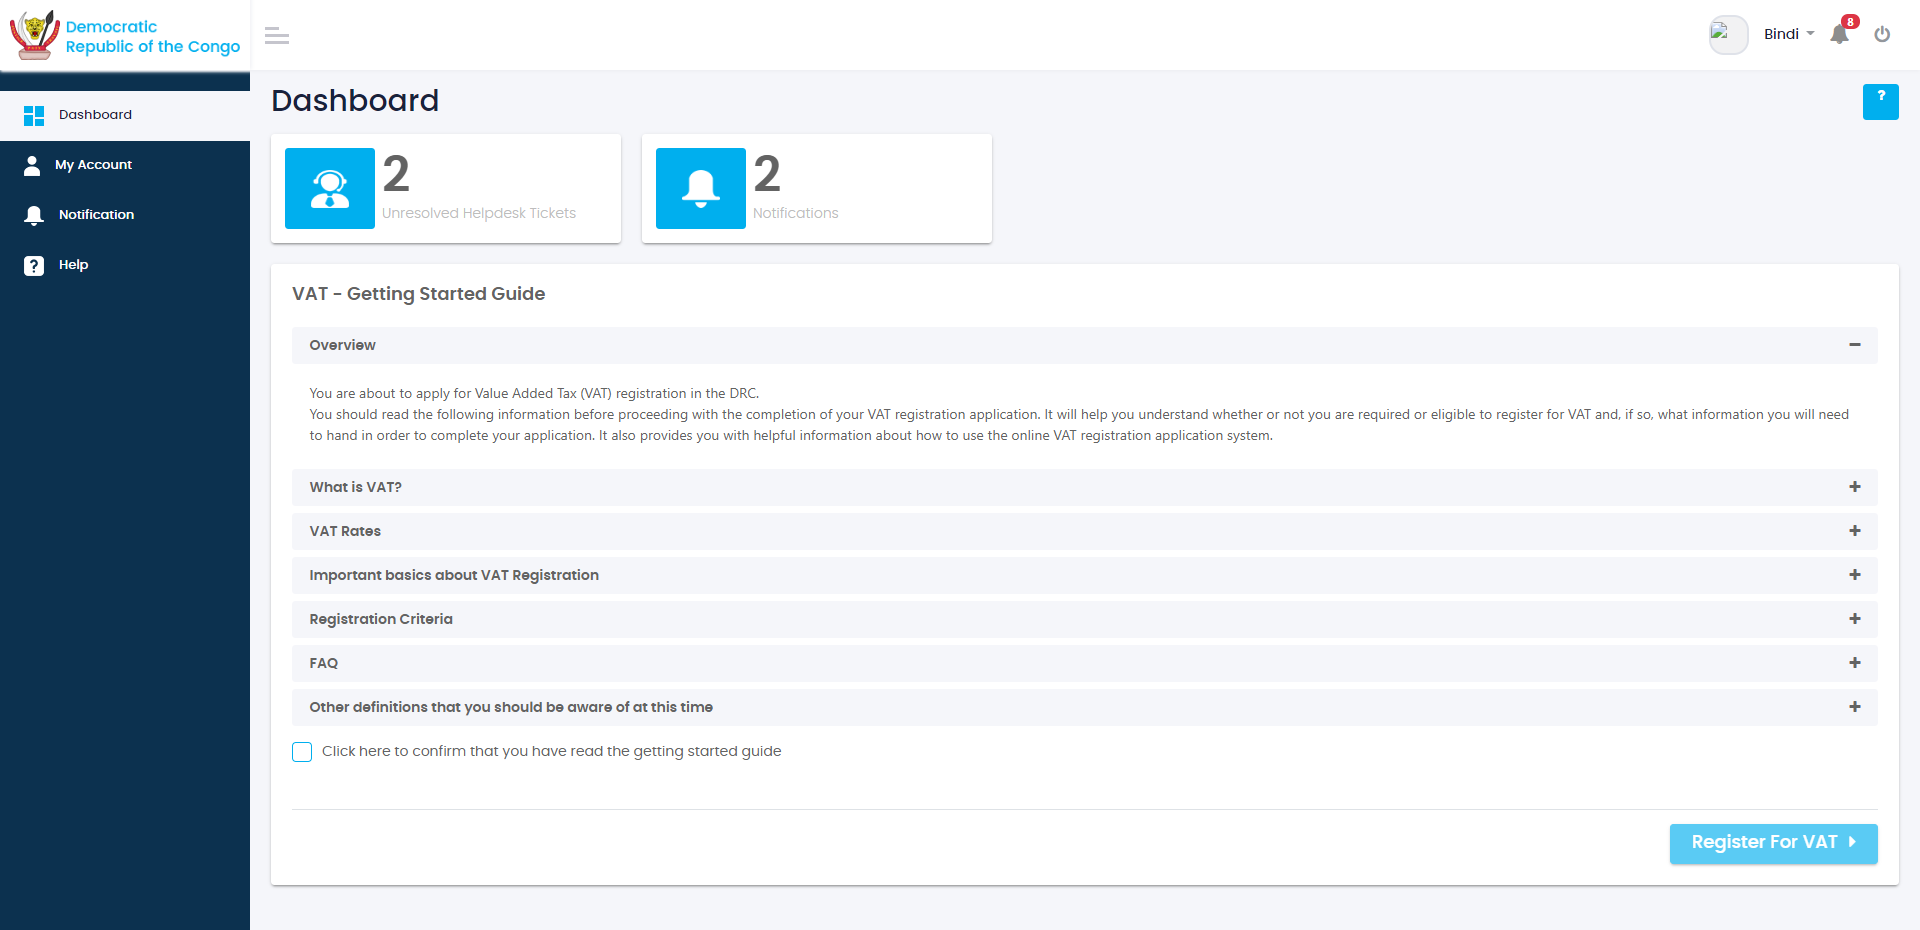 Democratic
Republic of the Congo
Bindi
8
Dashboard
My Account
Notification
Help
Dashboard
?
2
Unresolved Helpdesk Tickets
2
Notifications
VAT - Getting Started Guide
Overview
You are about to apply for Value Added Tax (VAT) registration in the DRC.
You should read the following information before proceeding with the completion of your VAT registration application. It will help you understand whether or not you are required or eligible to register for VAT and, if so, what information you will need
to hand in order to complete your application. It also provides you with helpful information about how to use the online VAT registration application system.
What is VAT?
VAT Rates
Important basics about VAT Registration
Registration Criteria
FAQ
Other definitions that you should be aware of at this time
Click here to confirm that you have read the getting started guide
Register For VAT